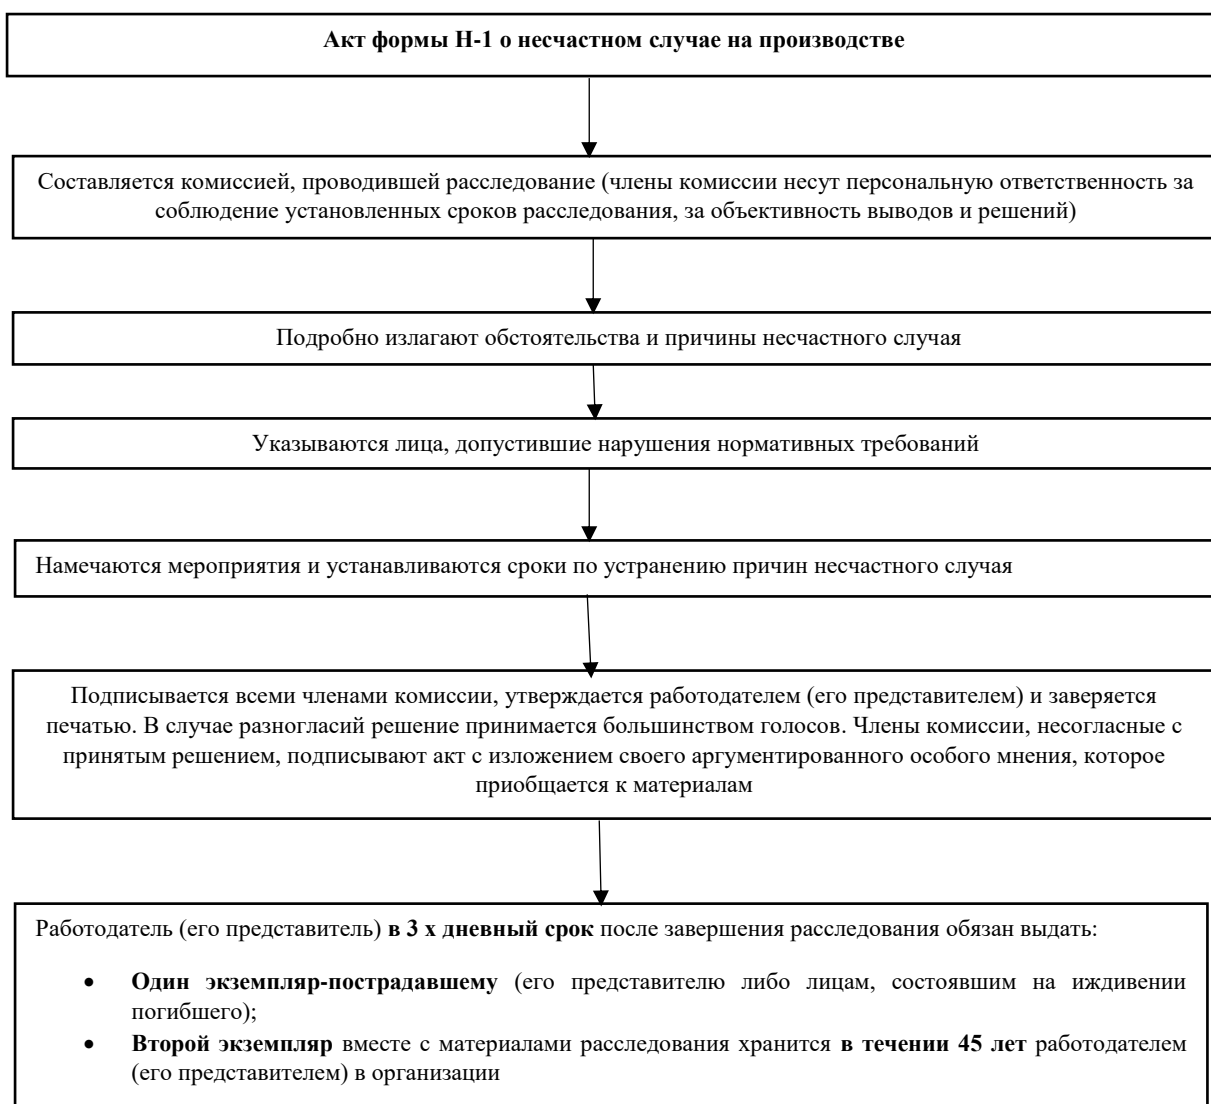 Акт формы Н-1 о несчастном случае на производстве
Составляется комиссией, проводившей расследование (члены комиссии несут персональную ответственность за
соблюдение установленных сроков расследования, за объективность выводов и решений)
Подробно излагают обстоятельства и причины несчастного случая
Указываются лица, допустившие нарушения нормативных требований
Намечаются мероприятия и устанавливаются сроки по устранению причин несчастного случая
Подписывается всеми членами комиссии, утверждается работодателем (его представителем) и заверяется
печатью. В случае разногласий решение принимается большинством голосов. Члены комиссии, несогласные с
принятым решением, подписывают акт с изложением своего аргументированного особого мнения, которое
приобщается к материалам
Работодатель (его представитель) в 3 х дневный срок после завершения расследования обязан выдать:
• Один экземпляр-пострадавшему (его представителю либо лицам, состоявшим на иждивении
погибшего);
• Второй экземпляр вместе с материалами расследования хранится в течении 45 лет работодателем
(его представителем) в организации